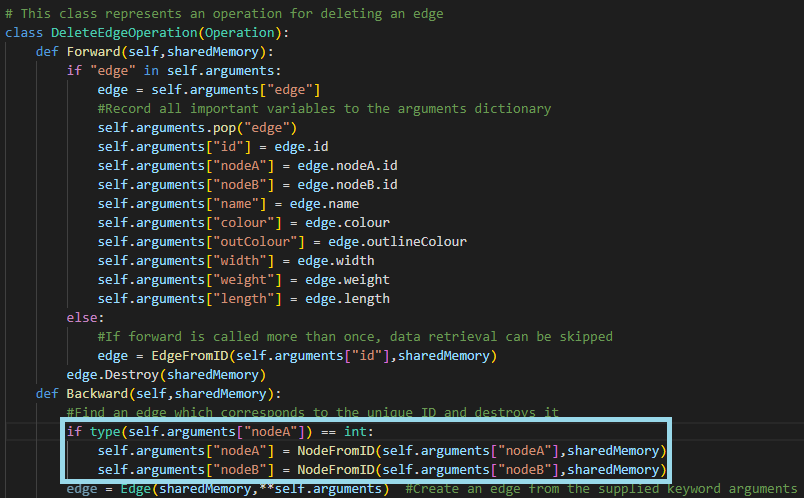 # This class represents an operation for deleting an edge
class DeleteEdgeOperation(Operation):
    def Forward(self,sharedMemory):
        if "edge" in self.arguments:
            edge = self.arguments["edge"]
            #Record all important variables to the arguments dictionary
            self.arguments.pop("edge")
            self.arguments["id"] = edge.id
            self.arguments["nodeA"] = edge.nodeA.id
            self.arguments["nodeB"] = edge.nodeB.id
            self.arguments["name"] = edge.name
            self.arguments["colour"] = edge.colour
            self.arguments["outColour"] = edge.outlineColour
            self.arguments["width"] = edge.width
            self.arguments["weight"] = edge.weight
            self.arguments["length"] = edge.length
        else:
            #If forward is called more than once, data retrieval can be skipped
            edge = EdgeFromID(self.arguments["id"],sharedMemory)
        edge.Destroy(sharedMemory)
    def Backward(self,sharedMemory):
        #Find an edge which corresponds to the unique ID and destroys it
        if type(self.arguments["nodeA"]) == int:
            self.arguments["nodeA"] = NodeFromID(self.arguments["nodeA"],sharedMemory)
            self.arguments["nodeB"] = NodeFromID(self.arguments["nodeB"],sharedMemory)
        edge = Edge(sharedMemory,**self.arguments)  #Create an edge from the supplied keyword arguments